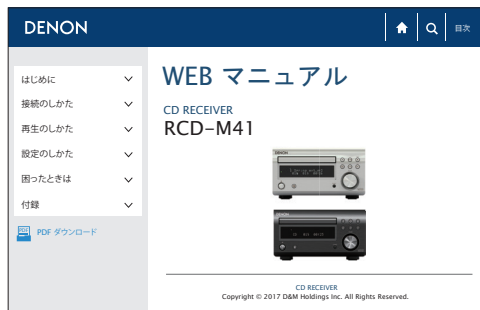 DENON
目次
はじめに
接続のしかた
再生のしかた
設定のしかた
困ったときは
付録
PDF ダウンロード
WEB マニュアル
CD RECEIVER
RCD-M41
DENON
DENON
CD RECEIVER
Copyright © 2017 D&M Holdings Inc. All Rights Reserved.